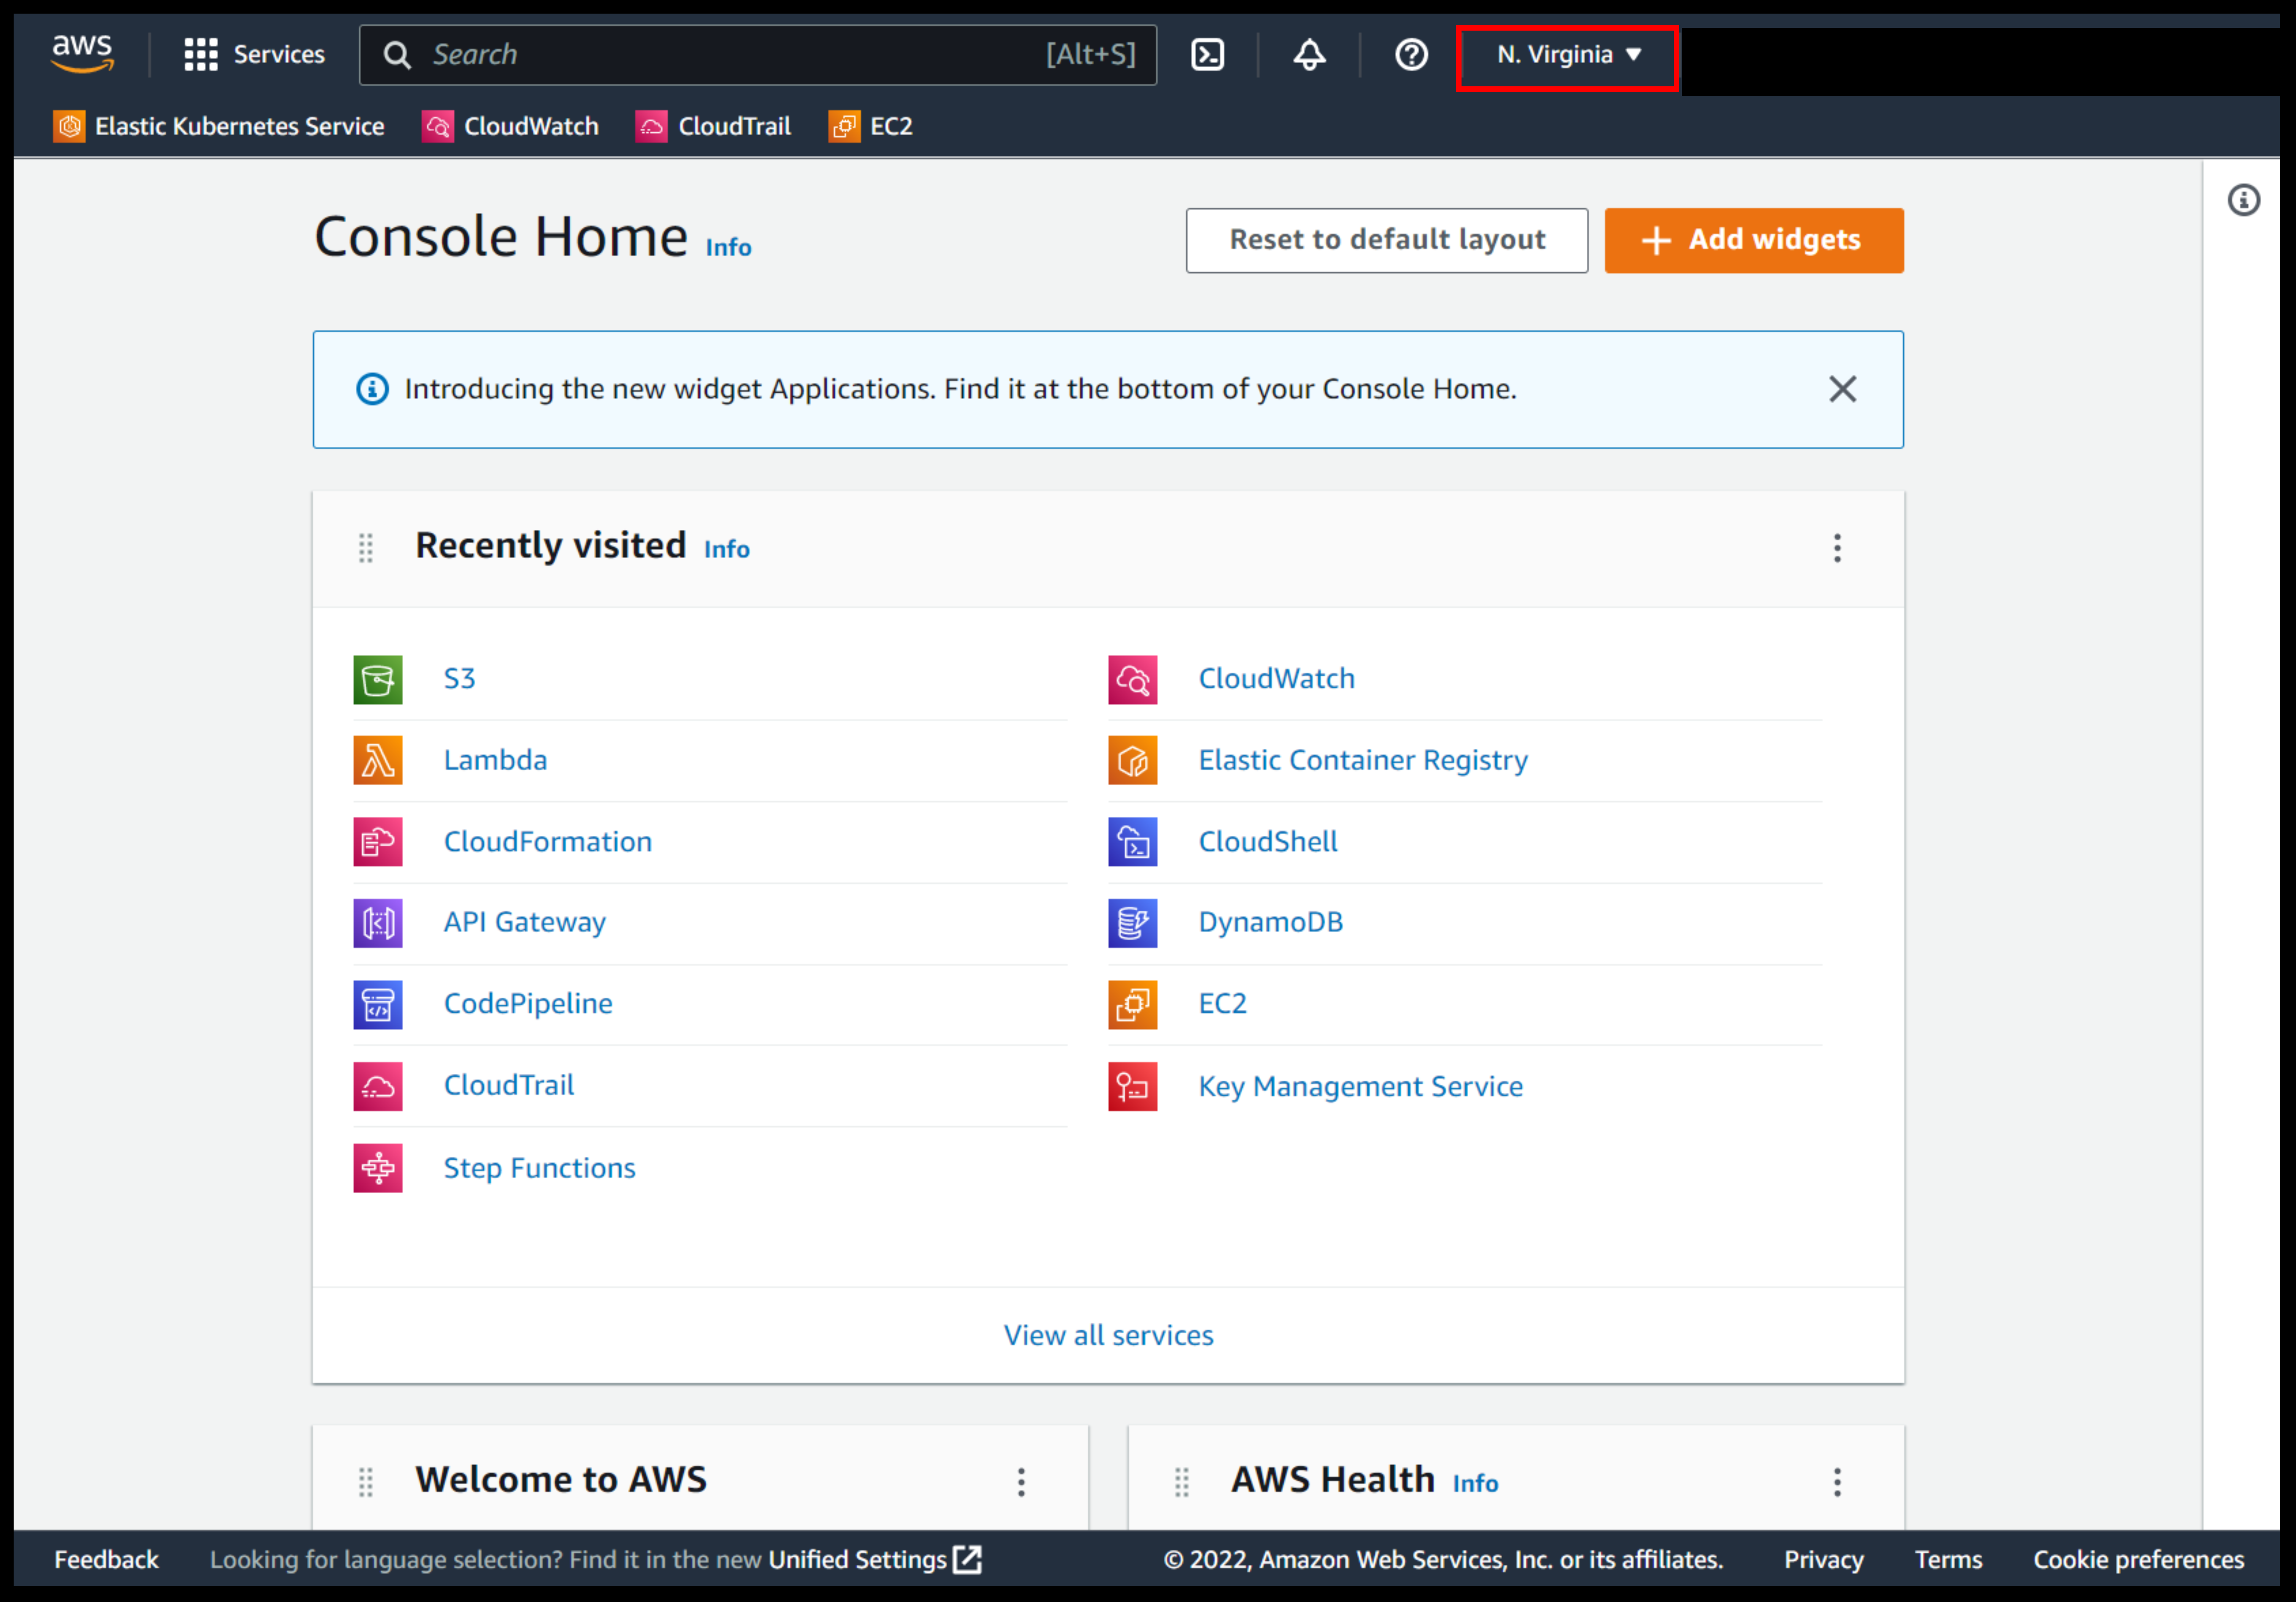 aws
Services
Search [Alt+S]
N. Virginia
Elastic Kubernetes Service CloudWatch CloudTrail EC2
Console Home Info
Reset to default layout
Add widgets
Introducing the new widget Applications. Find it at the bottom of your Console Home.
Recently visited Info
S3
Lambda
CloudFormation
API Gateway
CodePipeline
CloudTrail
Step Functions
CloudWatch
Elastic Container Registry
CloudShell
DynamoDB
EC2
Key Management Service
View all services
Welcome to AWS
AWS Health Info
Feedback Looking for language selection? Find it in the new Unified Settings © 2022, Amazon Web Services, Inc. or its affiliates. Privacy Terms Cookie preferences